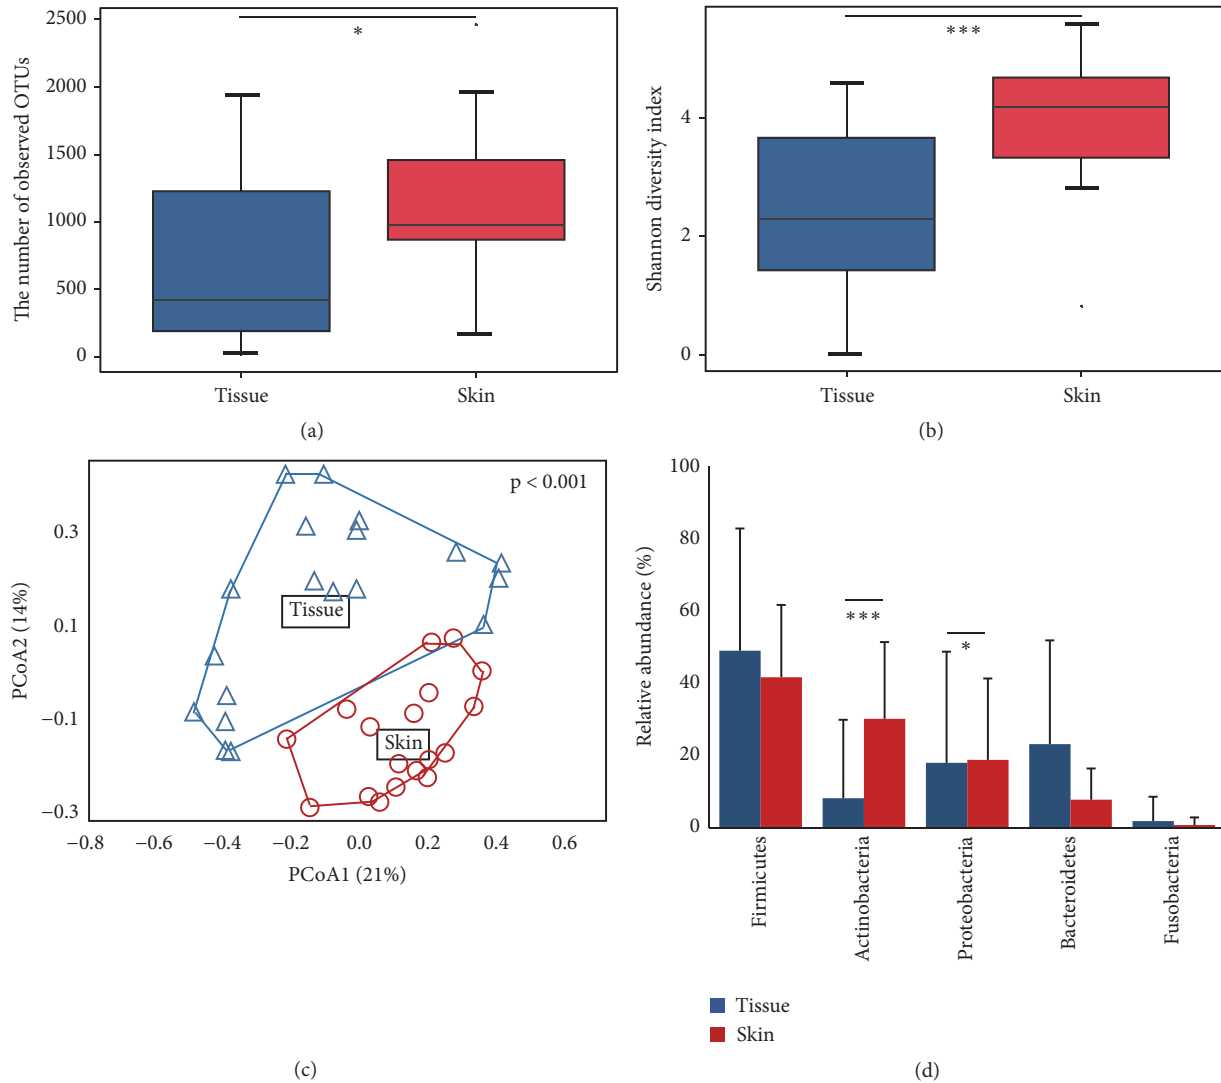 2500
2000
1500
1000
500
0
The number of observed OTUs
*
Tissue Skin
(a)
4
2
0
Shannon diversity index
***
Tissue Skin
(b)
p < 0.001
0.3
0.1
−0.1
−0.3
PCoA2 (14%)
Tissue
Skin
−0.8 −0.6 −0.4 −0.2 0.0 0.2 0.4 0.6
PCoA1 (21%)
(c)
100
80
60
40
20
0
Relative abundance (%)
***
*
Firmicutes
Actinobacteria
Proteobacteria
Bacteroidetes
Fusobacteria
Tissue
Skin
(d)